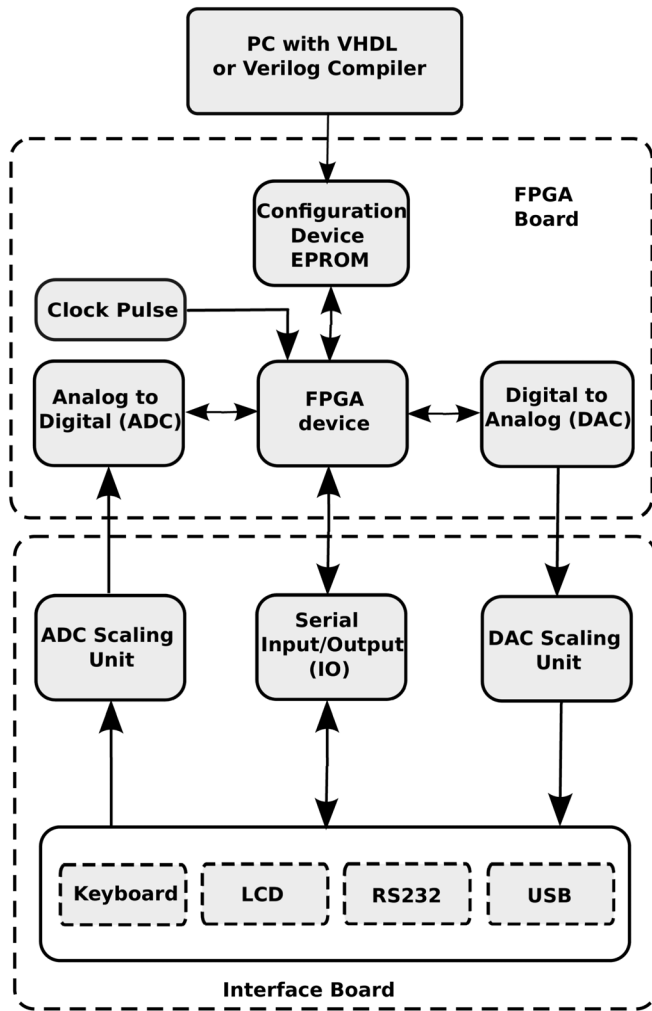 PC with VHDL
or Verilog Compiler
FPGA
Board
Configuration
Device
EPROM
Clock Pulse
Analog to
Digital (ADC)
FPGA
device
Digital to
Analog (DAC)
ADC Scaling
Unit
Serial
Input/Output
(IO)
DAC Scaling
Unit
Keyboard
LCD
RS232
USB
Interface Board